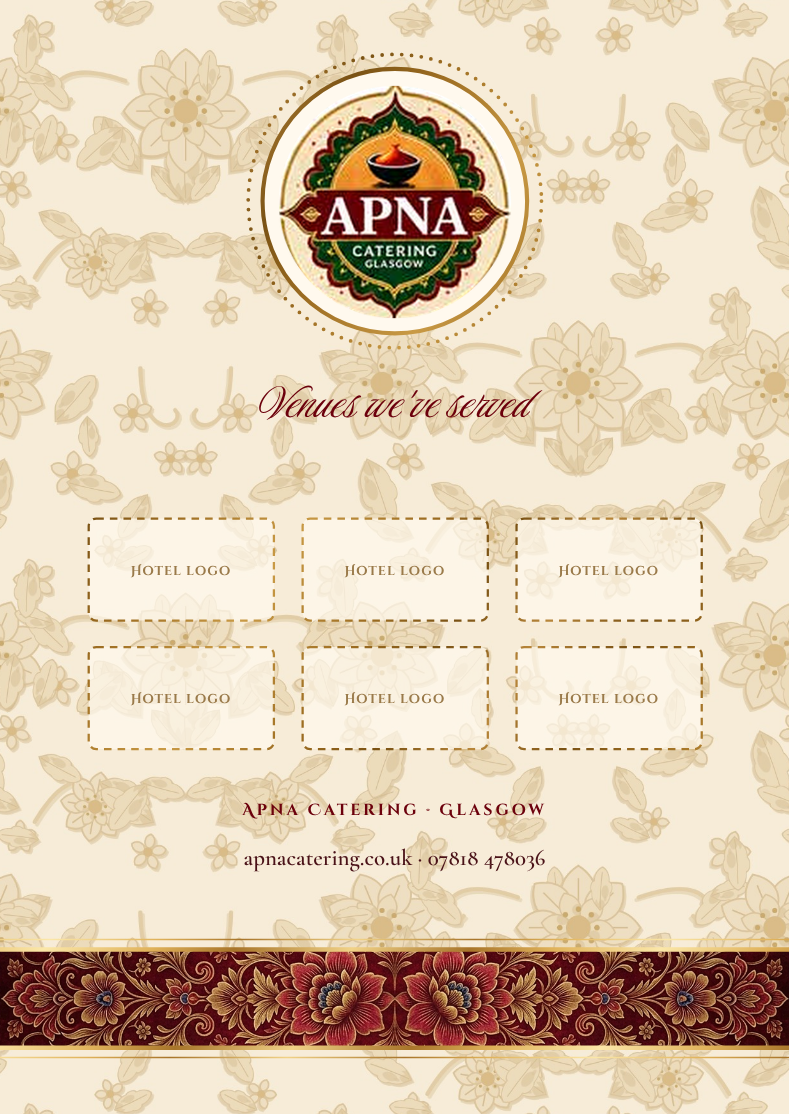 APNA
CATERING
GLASGOW
Venues we've served
HOTEL LOGO HOTEL LOGO HOTEL LOGO
HOTEL LOGO HOTEL LOGO HOTEL LOGO
APNA CATERING · GLASGOW
apnacatering.co.uk · 07818 478036